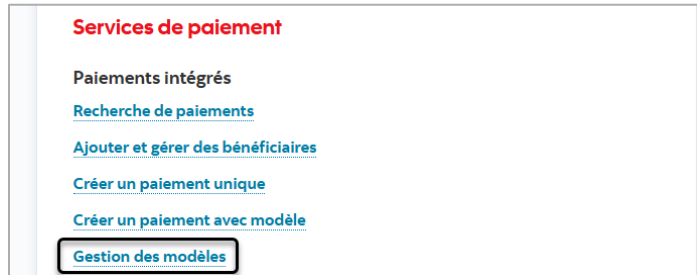 Services de paiement
Paiements intégrés
Recherche de paiements
Ajouter et gérer des bénéficiaires
Créer un paiement unique
Créer un paiement avec modèle
Gestion des modèles